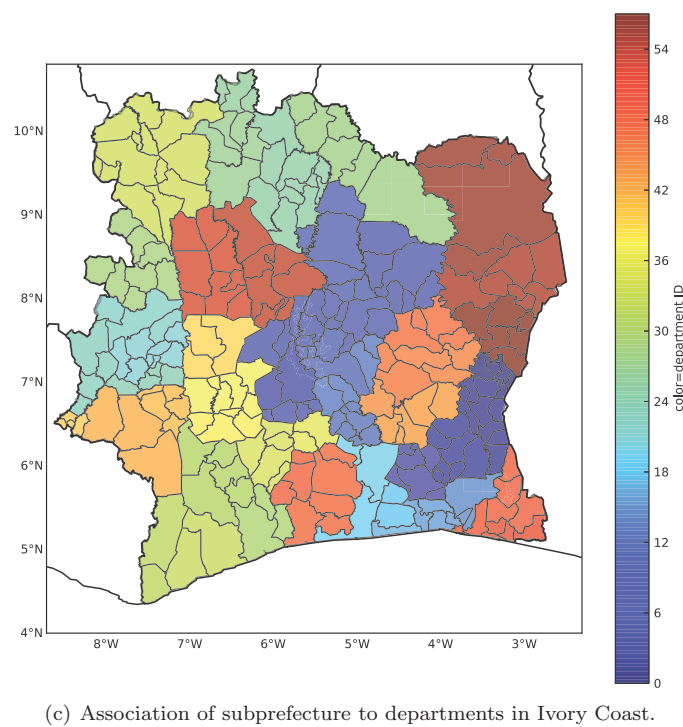 10°N
9°N
8°N
7°N
6°N
5°N
4°N
8°W 7°W 6°W 5°W 4°W 3°W
54
48
42
36
30
24
18
12
6
0
color=department ID
(c) Association of subprefecture to departments in Ivory Coast.